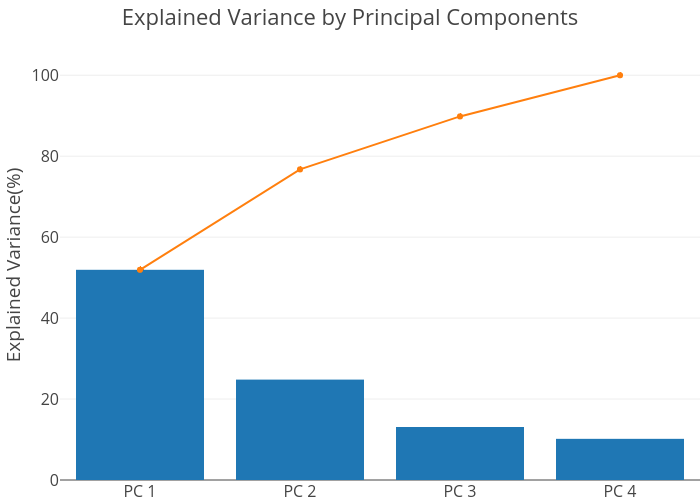 Explained Variance by Principal Components
Explained Variance(%)
100
80
60
40
20
0
PC 1
PC 2
PC 3
PC 4